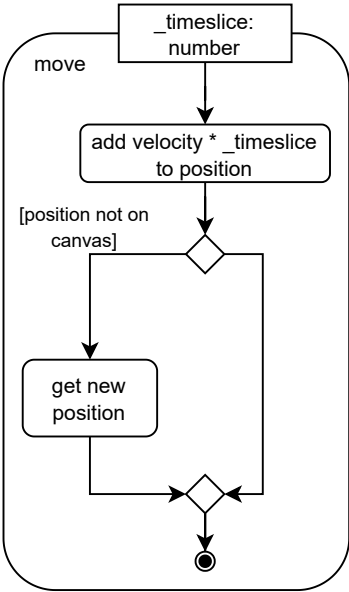 _timeslice:
number
move
add velocity * _timeslice
to position
[position not on
canvas]
get new
position